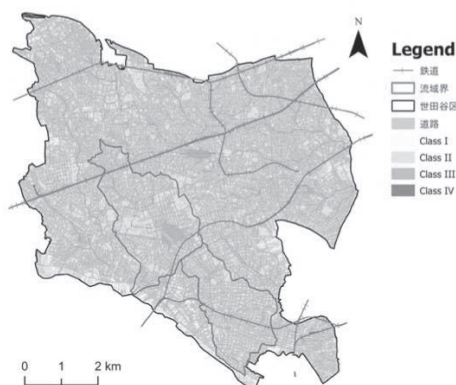 N
Legend
鉄道
流域界
世田谷区
道路
Class I
Class II
Class III
Class IV
0 1 2 km